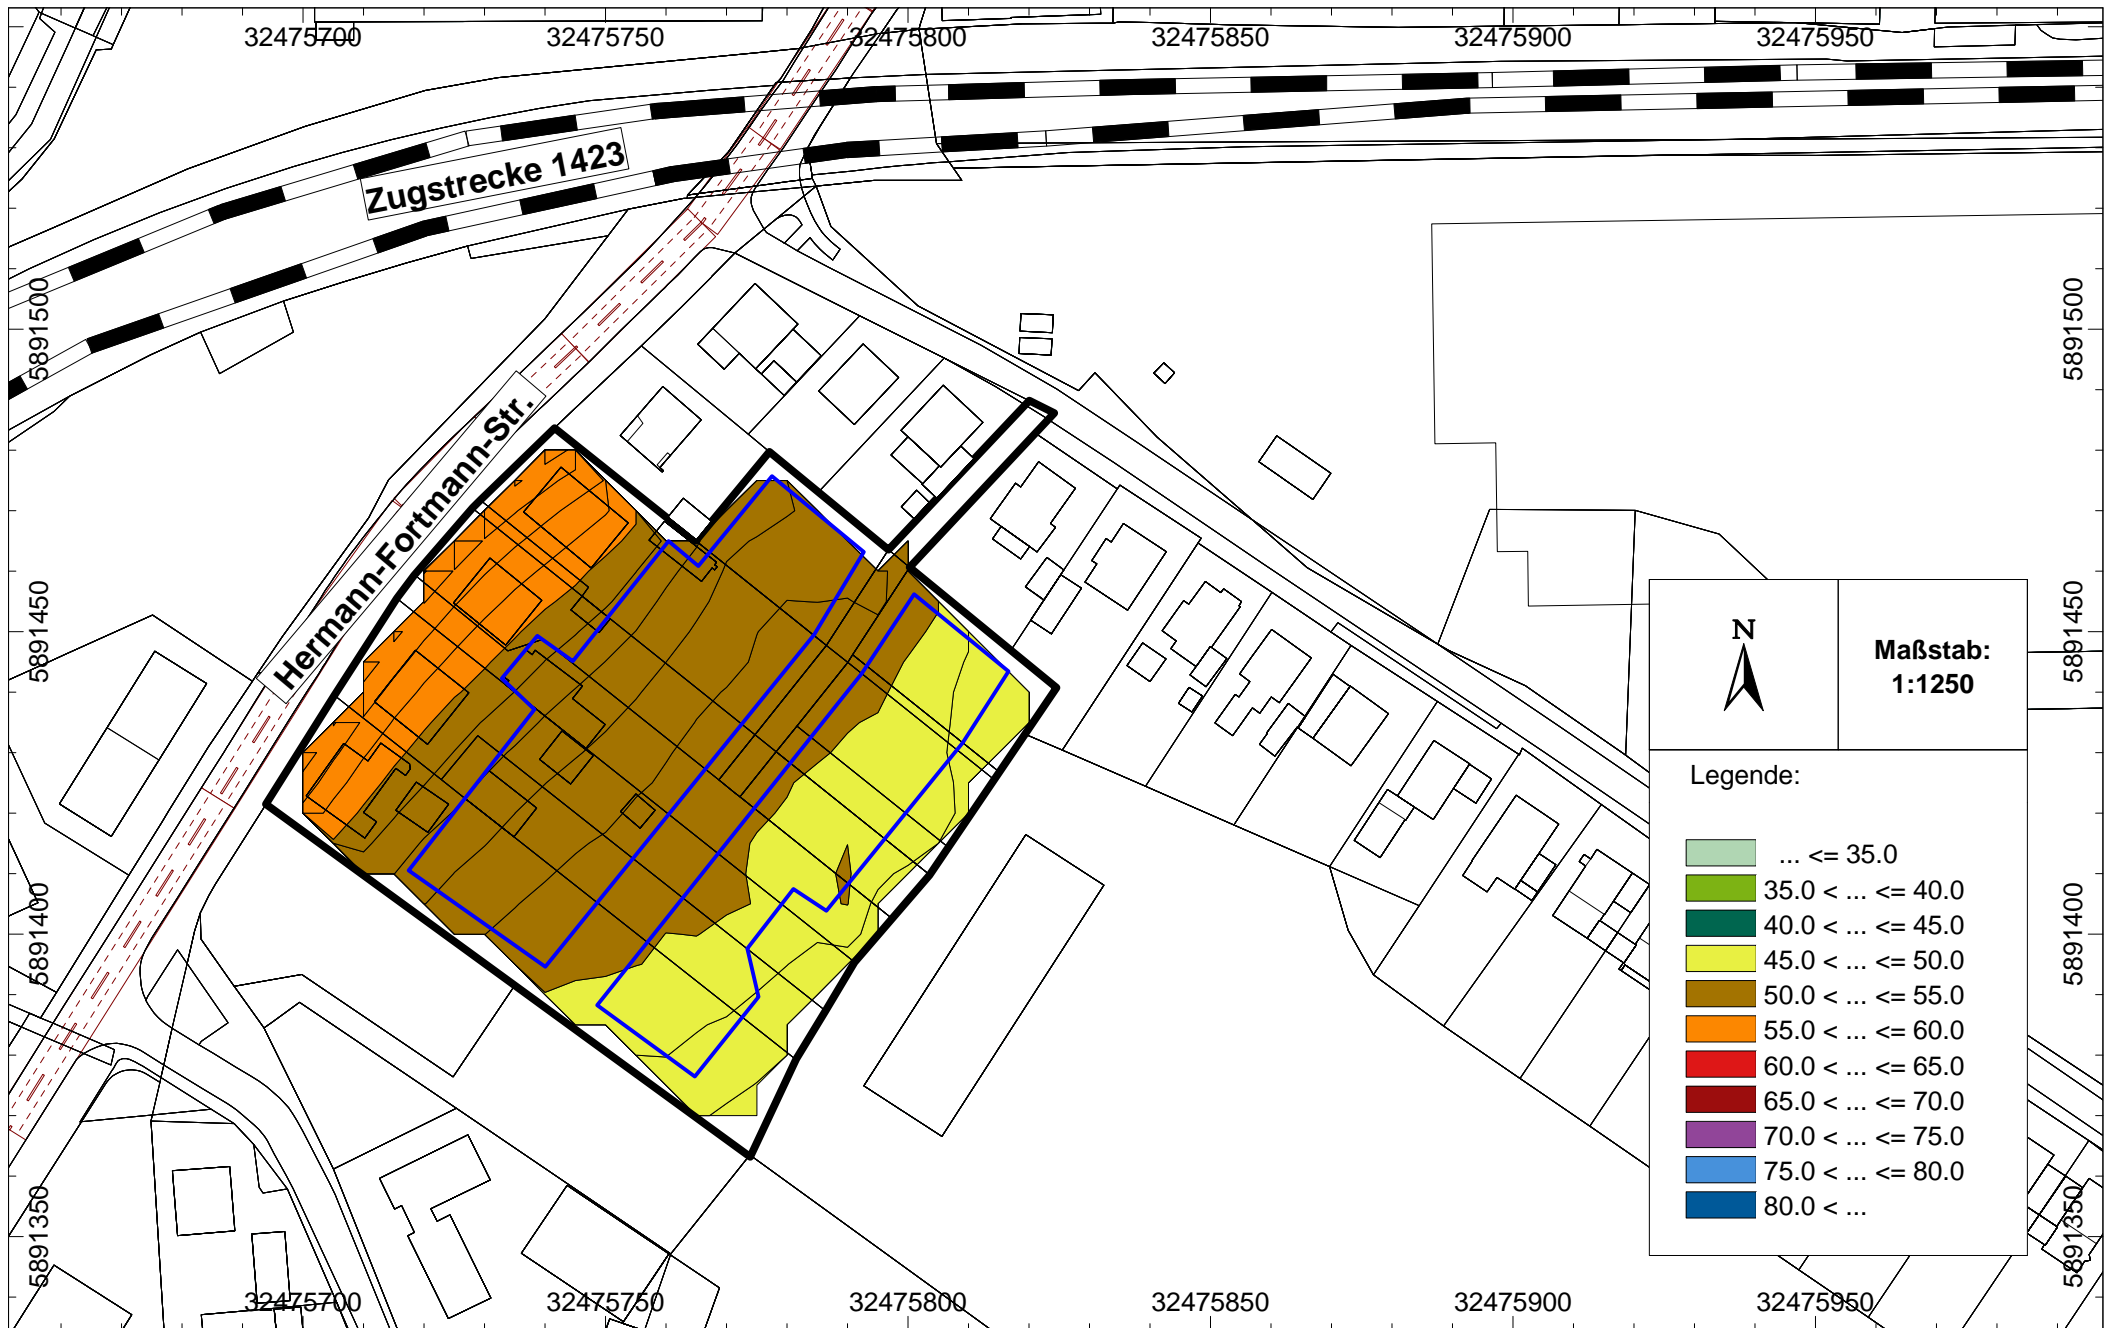 32475700 32475750 32475800 32475850 32475900 32475950
Zugstrecke 1423
5891500 5891500
Hermann-Fortmann-Str.
5891450 5891450
N
Maßstab:
1:1250
Legende:
... <= 35.0
35.0 < ... <= 40.0
40.0 < ... <= 45.0
45.0 < ... <= 50.0
50.0 < ... <= 55.0
55.0 < ... <= 60.0
60.0 < ... <= 65.0
65.0 < ... <= 70.0
70.0 < ... <= 75.0
75.0 < ... <= 80.0
80.0 < ...
5891400 5891400
5891350 5891350
32475700 32475750 32475800 32475850 32475900 32475950